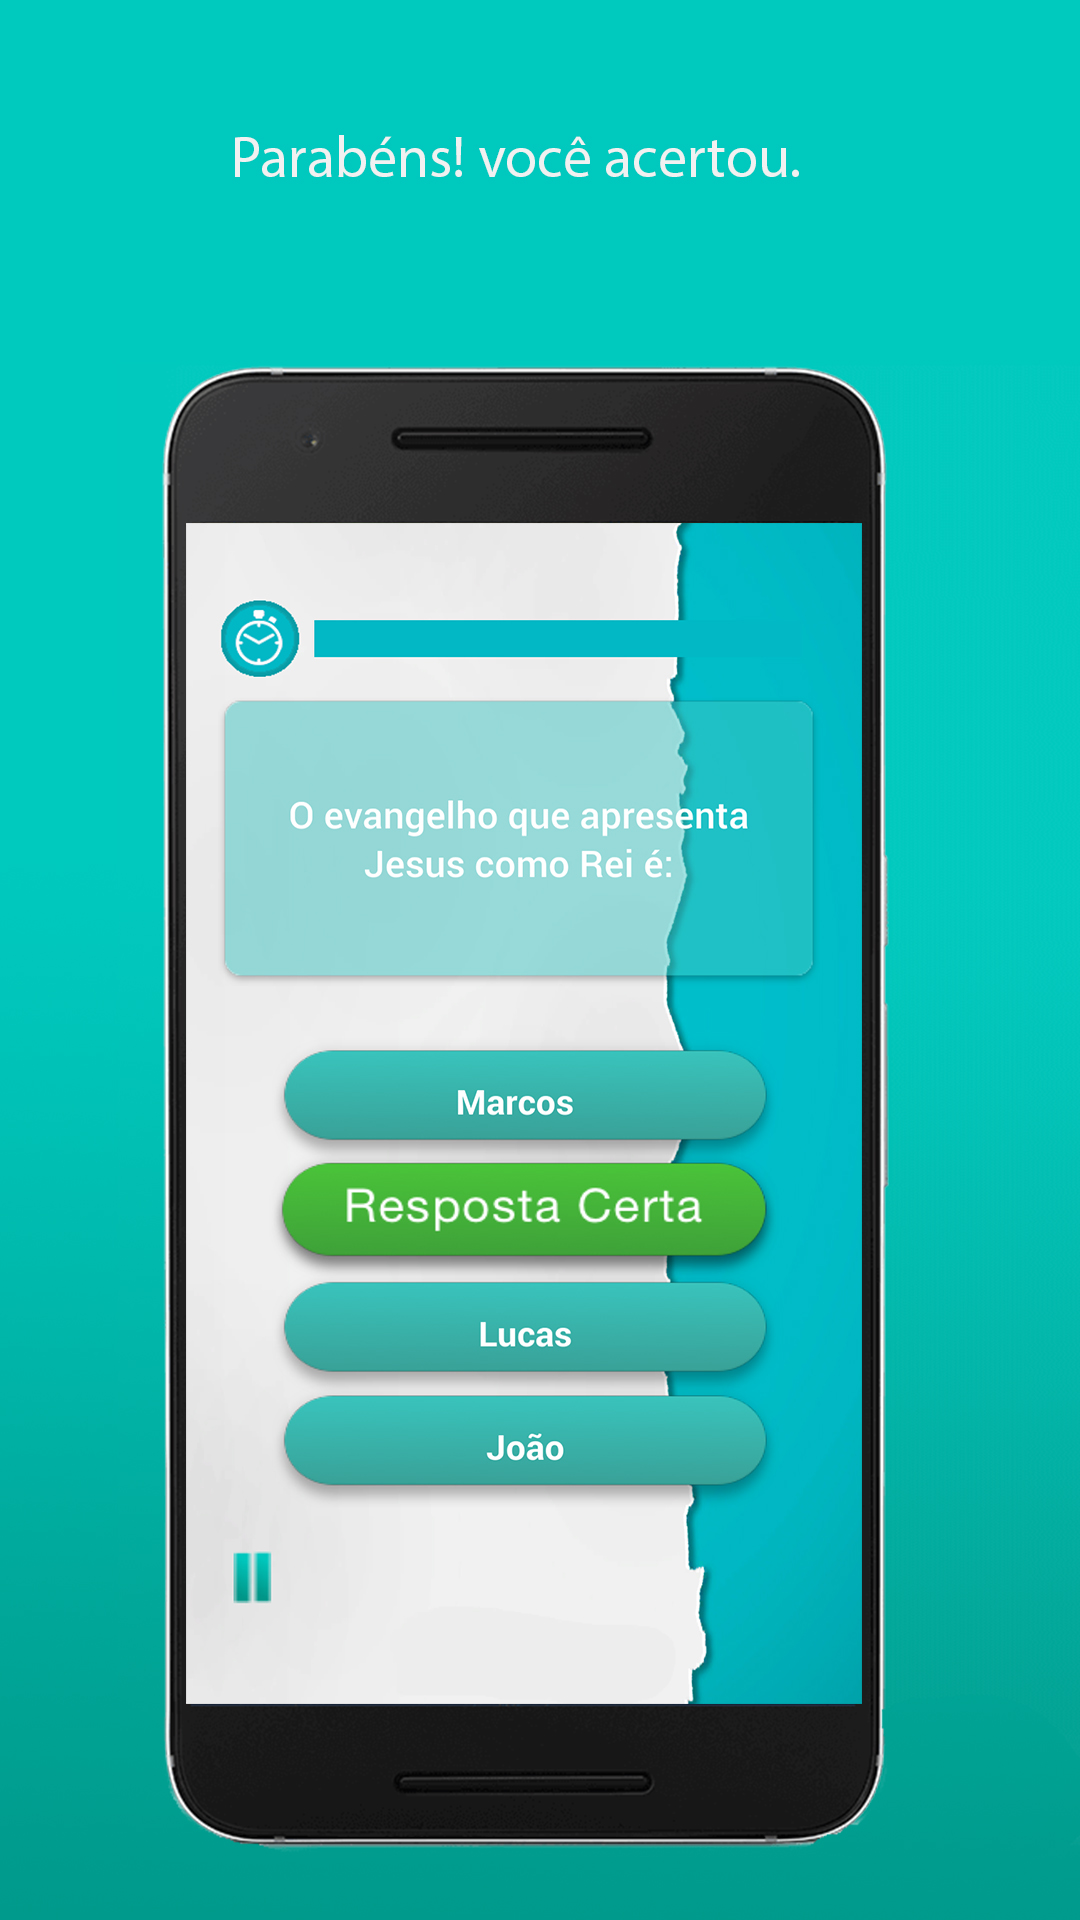 Parabéns! você acertou.
O evangelho que apresenta
Jesus como Rei é:
Marcos
Resposta Certa
Lucas
João